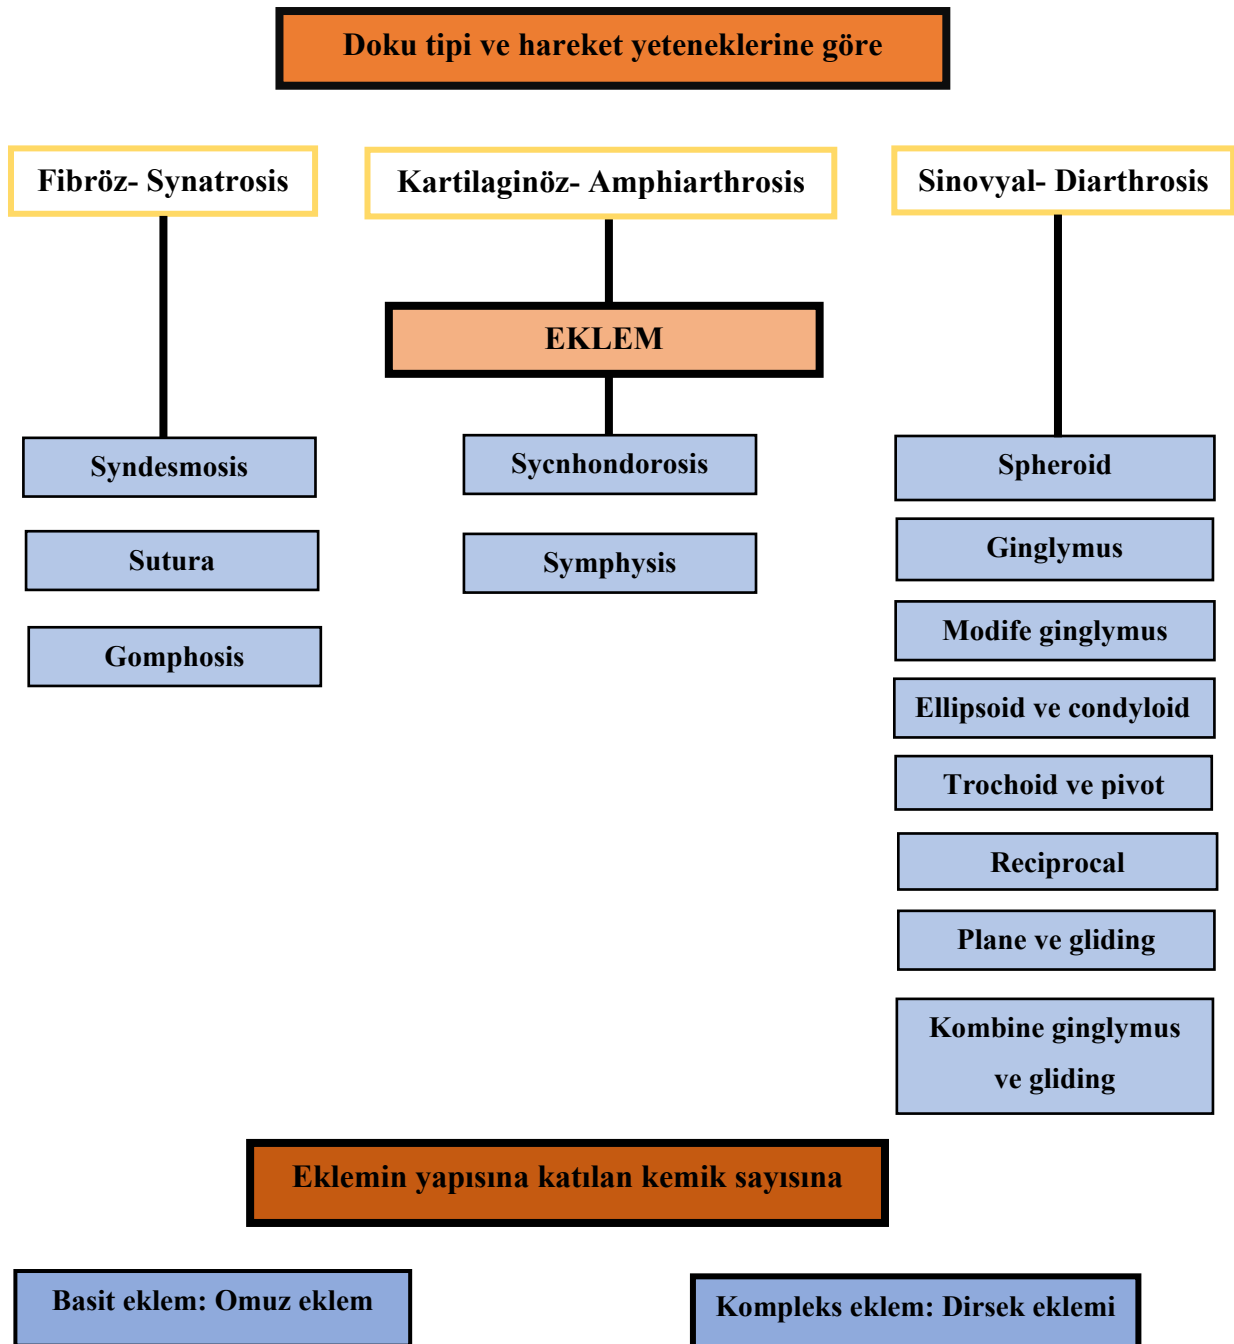 Doku tipi ve hareket yeteneklerine göre
Fibröz- Synatrosis
Kartilaginöz- Amphiarthrosis
Sinovyal- Diarthrosis
EKLEM
Syndesmosis
Sutura
Gomphosis
Sycnhondorosis
Symphysis
Spheroid
Ginglymus
Modife ginglymus
Ellipsoid ve condyloid
Trochoid ve pivot
Reciprocal
Plane ve gliding
Kombine ginglymus
ve gliding
Eklemin yapısına katılan kemik sayısına
Basit eklem: Omuz eklem
Kompleks eklem: Dirsek eklemi